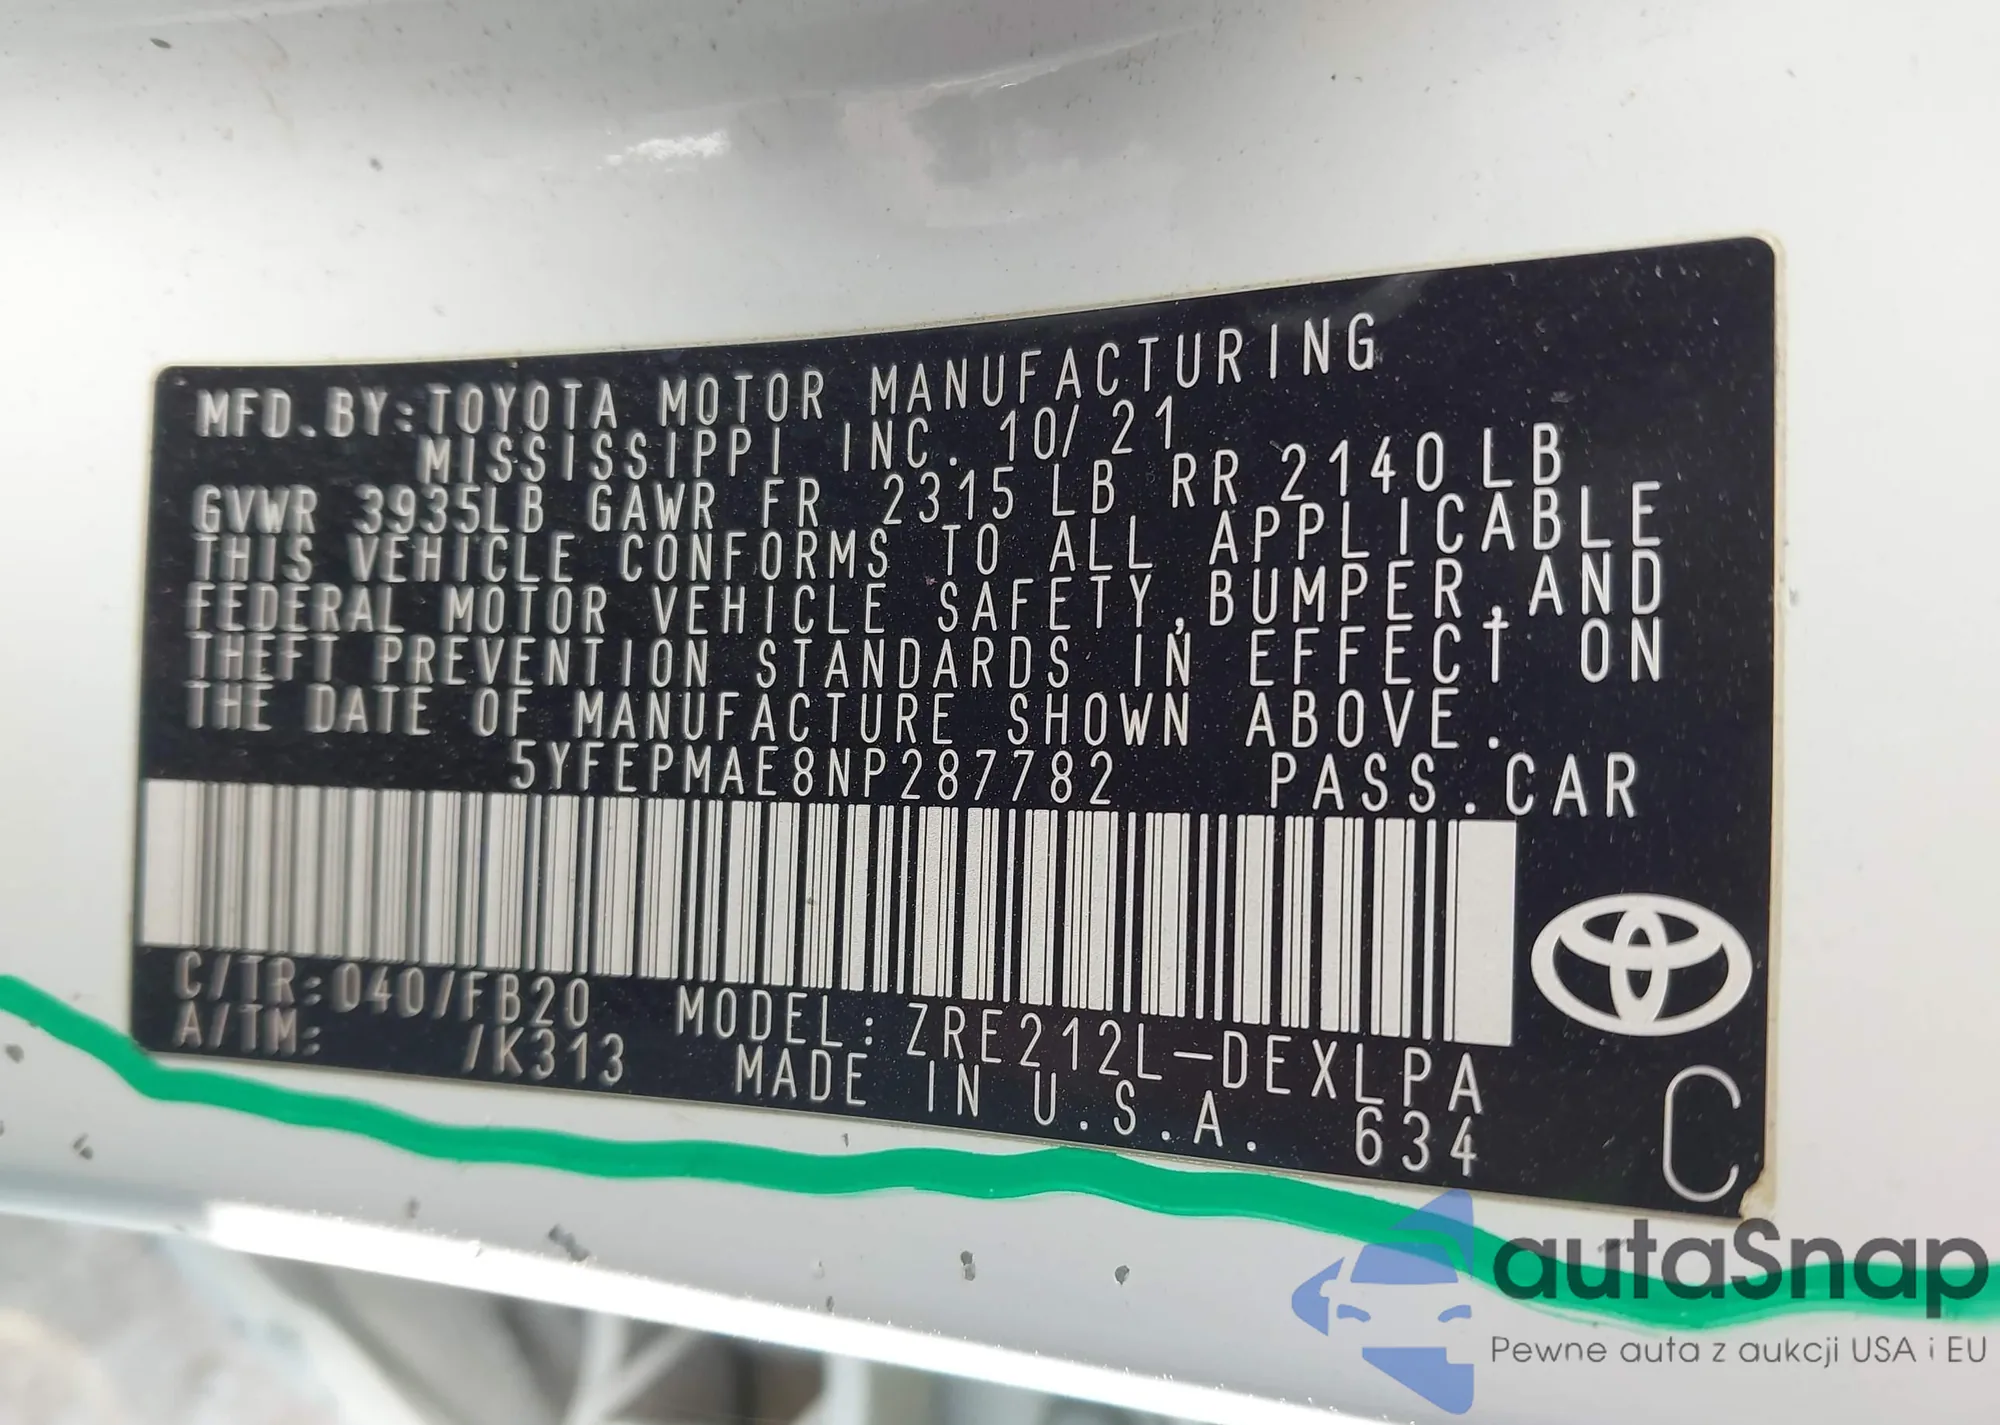 MFD.BY:TOYOTA MOTOR MANUFACTURING
MISSISSIPPI INC. 10/21
GVWR 3935LB GAWR FR 2315 LB RR 2140 LB
THIS VEHICLE CONFORMS TO ALL APPLICABLE
FEDERAL MOTOR VEHICLE SAFETY,BUMPER,AND
THEFT PREVENTION STANDARDS IN EFFECT ON
THE DATE OF MANUFACTURE SHOWN ABOVE.
5YFEPMAE8NP287782 PASS.CAR
C/TR:040/FB20 MODEL:ZRE212L-DEXLPA
A/TM: /K313 MADE IN U.S.A. 634
C
autaSnap
Pewne auta z aukcji USA i EU